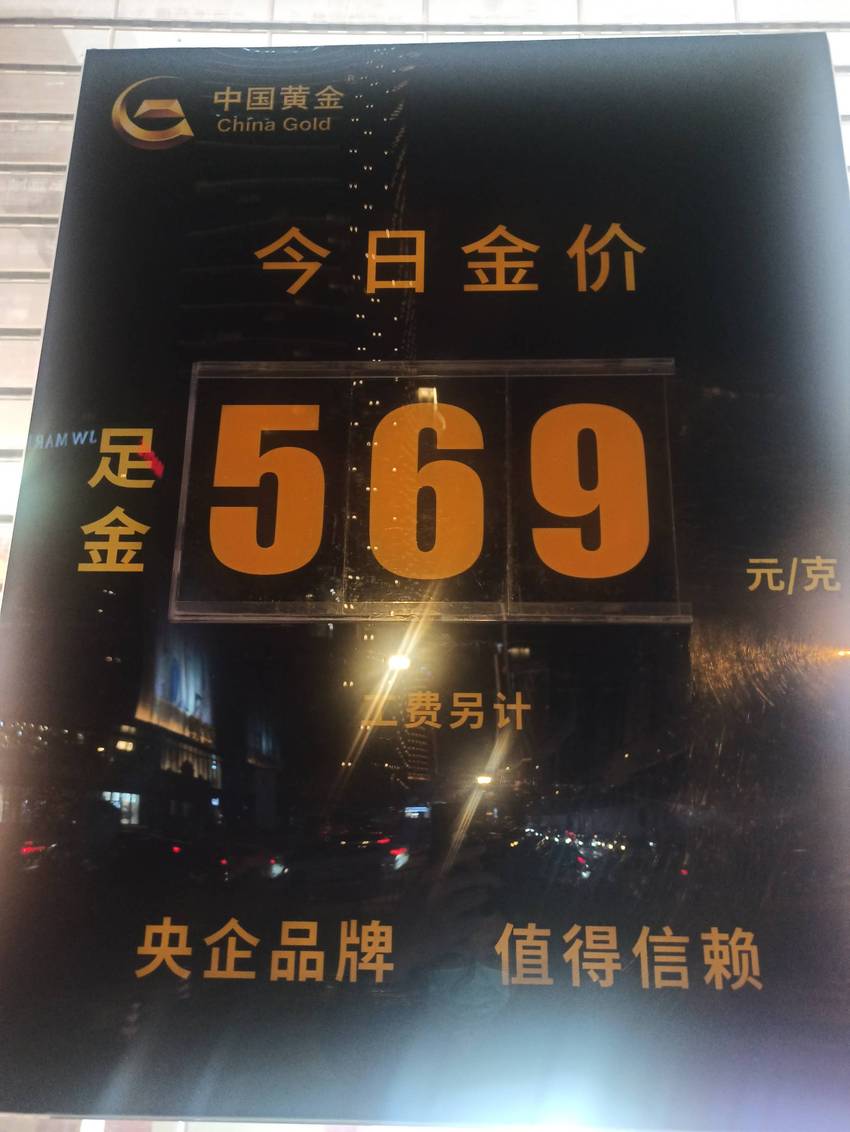 中国黄金
China Gold
今日金价
足金
569
元/克
工费另计
央企品牌 值得信赖